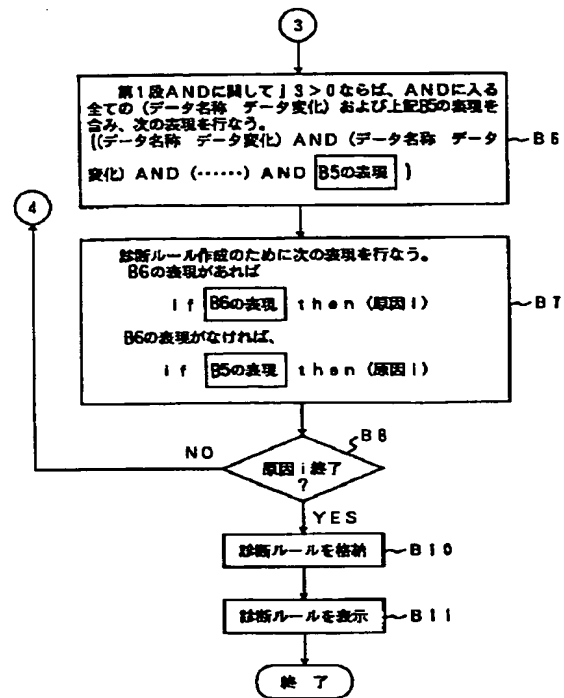 3
第1段ANDに関してj3>0ならば、ANDに入る
全ての（データ名称 データ変化）および上記B5の表現を
含み、次の表現を行なう。
{(データ名称 データ変化) AND (データ名称 データ
変化) AND (……) AND B5の表現 }
B6
4
診断ルール作成のために次の表現を行なう。
B6の表現があれば
if B6の表現 then (原因i)
B7
B6の表現がなければ、
if B5の表現 then (原因i)
B8
NO
原因i終了
?
YES
診断ルールを格納
B10
診断ルールを表示
B11
終 了